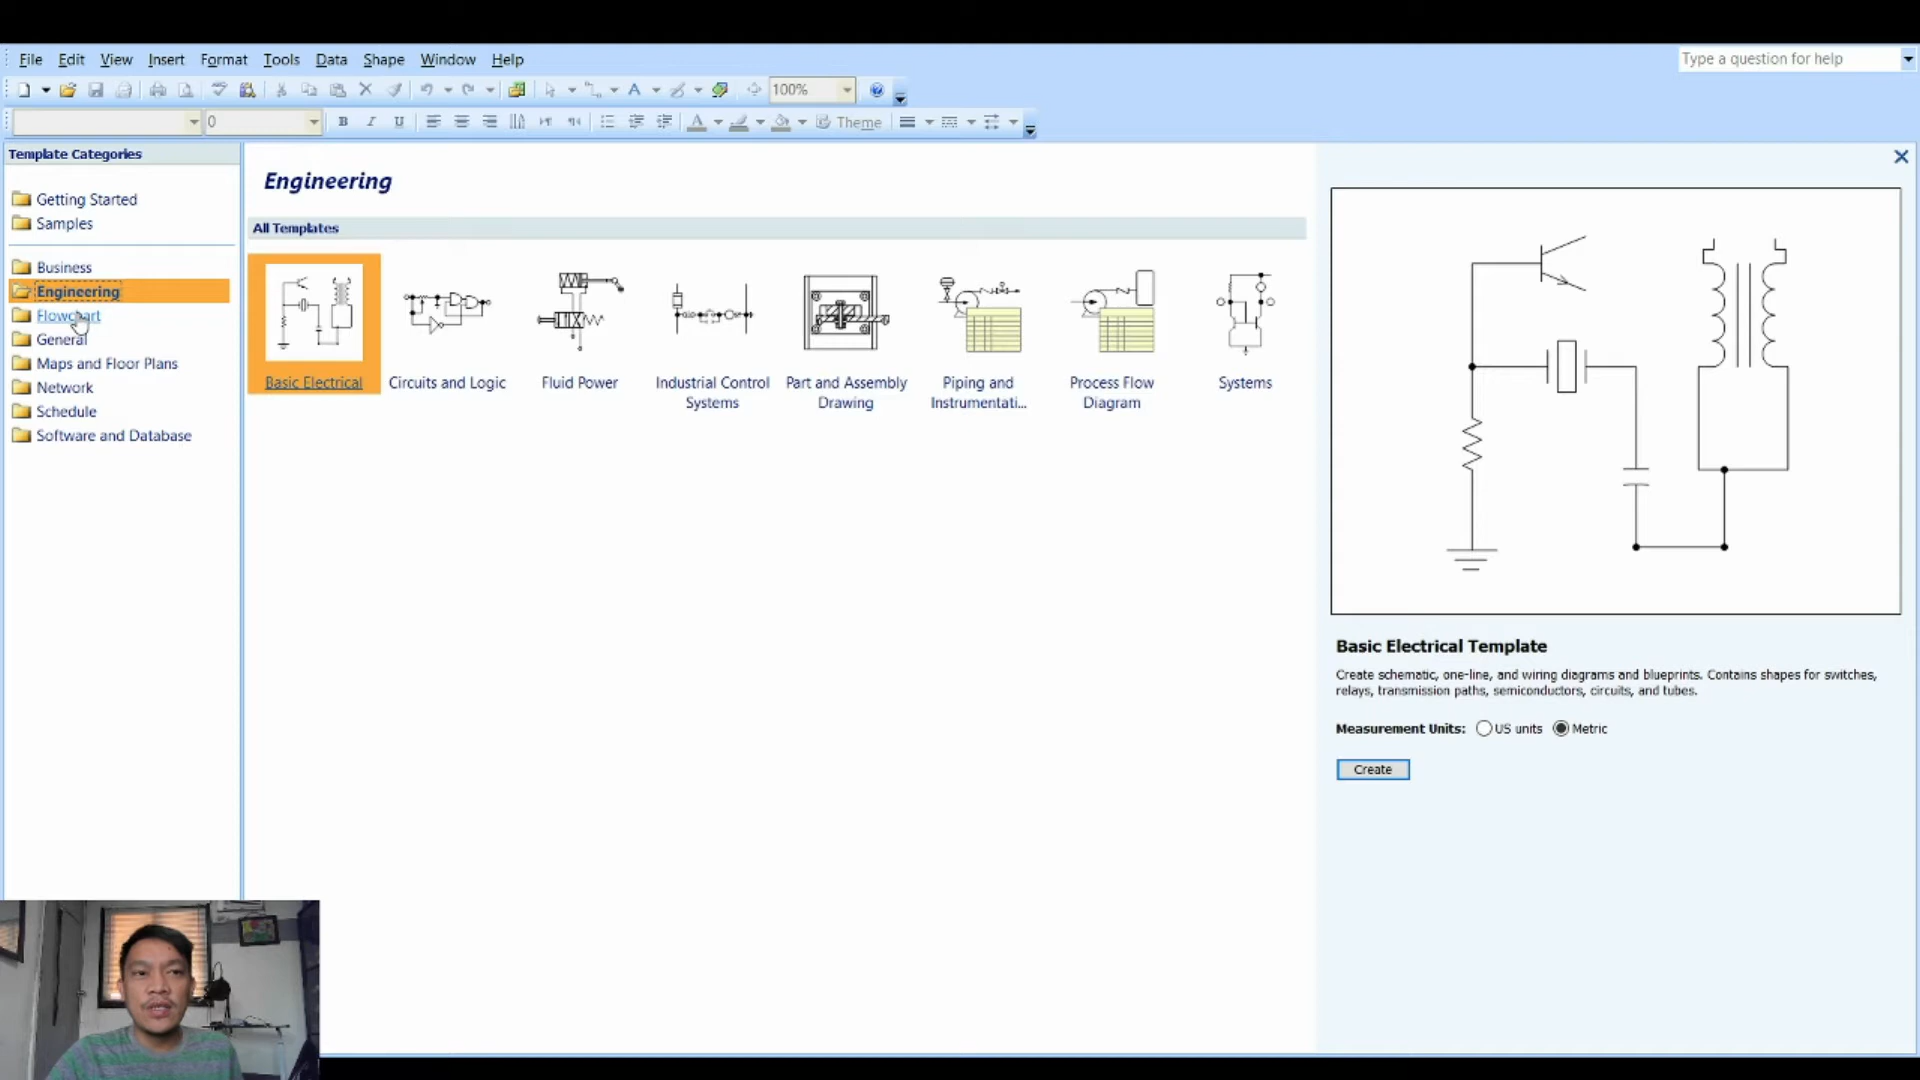 File Edit View Insert Format Tools Data Shape Window Help
Type a question for help
100%
0
Theme
Template Categories
Getting Started
Samples
Business
Engineering
Flowchart
General
Maps and Floor Plans
Network
Schedule
Software and Database
Engineering
All Templates
Basic Electrical
Circuits and Logic
Fluid Power
Industrial Control
Systems
Part and Assembly
Drawing
Piping and
Instrumentati...
Process Flow
Diagram
Systems
Basic Electrical Template
Create schematic, one-line, and wiring diagrams and blueprints. Contains shapes for switches,
relays, transmission paths, semiconductors, circuits, and tubes.
Measurement Units: US units Metric
Create